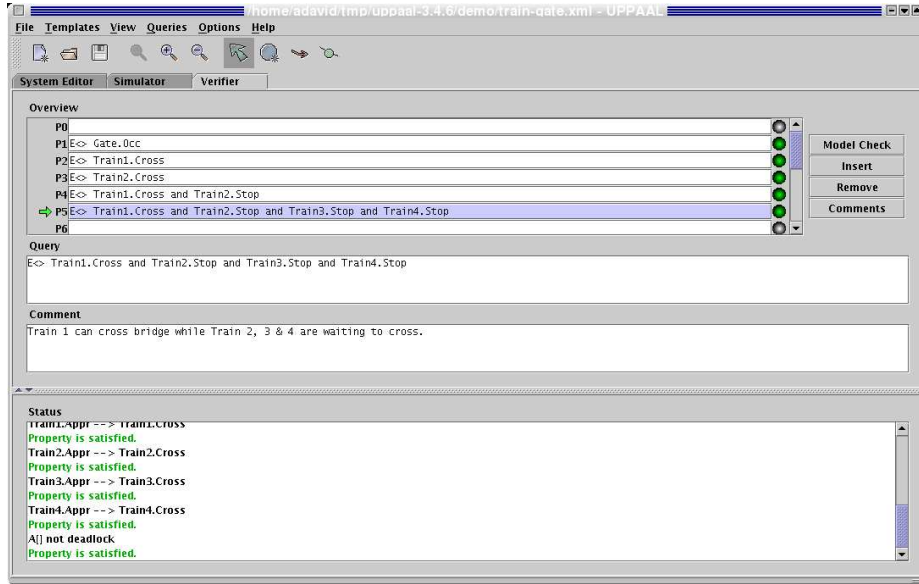 /home/adavid/tmp/uppaal-3.4.6/demo/train-gate.xml - UPPAAL
File Templates View Queries Options Help
System Editor Simulator Verifier
Overview
P0
P1 E<> Gate.Occ
P2 E<> Train1.Cross
P3 E<> Train2.Cross
P4 E<> Train1.Cross and Train2.Stop
P5 E<> Train1.Cross and Train2.Stop and Train3.Stop and Train4.Stop
P6
Model Check
Insert
Remove
Comments
Query
E<> Train1.Cross and Train2.Stop and Train3.Stop and Train4.Stop
Comment
Train 1 can cross bridge while Train 2, 3 & 4 are waiting to cross.
Status
Train1.Appr --> Train1.Cross
Property is satisfied.
Train2.Appr --> Train2.Cross
Property is satisfied.
Train3.Appr --> Train3.Cross
Property is satisfied.
Train4.Appr --> Train4.Cross
Property is satisfied.
A[] not deadlock
Property is satisfied.